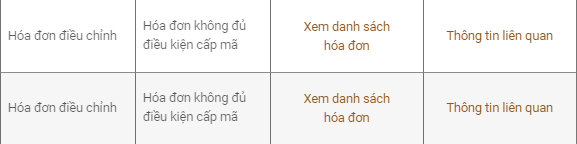 Hóa đơn điều chỉnh
Hóa đơn không đủ
điều kiện cấp mã
Xem danh sách
hóa đơn
Thông tin liên quan
Hóa đơn điều chỉnh
Hóa đơn không đủ
điều kiện cấp mã
Xem danh sách
hóa đơn
Thông tin liên quan